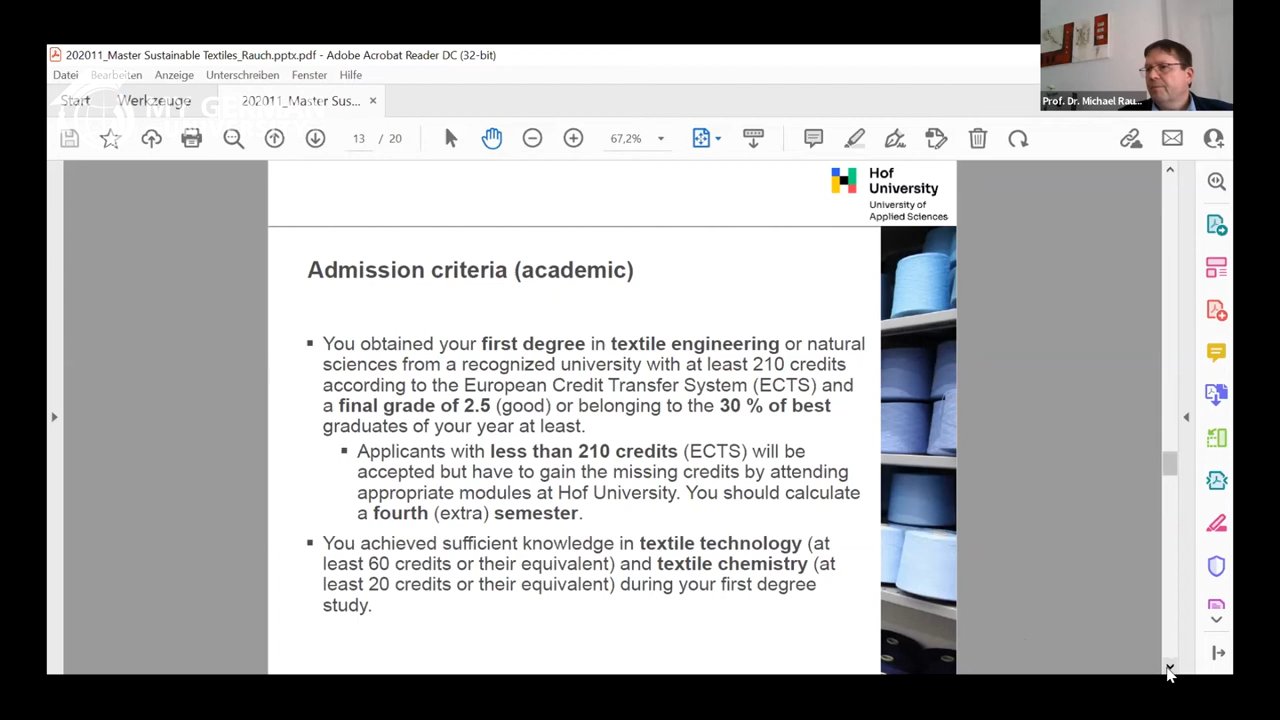 202011_Master Sustainable Textiles_Rauch.pptx.pdf - Adobe Acrobat Reader DC (32-bit)
Datei Bearbeiten Anzeige Unterschreiben Fenster Hilfe
Start Werkzeuge 202011_Master Sus... ×
MY GERMAN
UNIVERSITY
13 / 20 67,2%
Prof. Dr. Michael Rau...
Hof
University
University of
Applied Sciences
Admission criteria (academic)
▪ You obtained your first degree in textile engineering or natural
sciences from a recognized university with at least 210 credits
according to the European Credit Transfer System (ECTS) and
a final grade of 2.5 (good) or belonging to the 30 % of best
graduates of your year at least.
▪ Applicants with less than 210 credits (ECTS) will be
accepted but have to gain the missing credits by attending
appropriate modules at Hof University. You should calculate
a fourth (extra) semester.
▪ You achieved sufficient knowledge in textile technology (at
least 60 credits or their equivalent) and textile chemistry (at
least 20 credits or their equivalent) during your first degree
study.